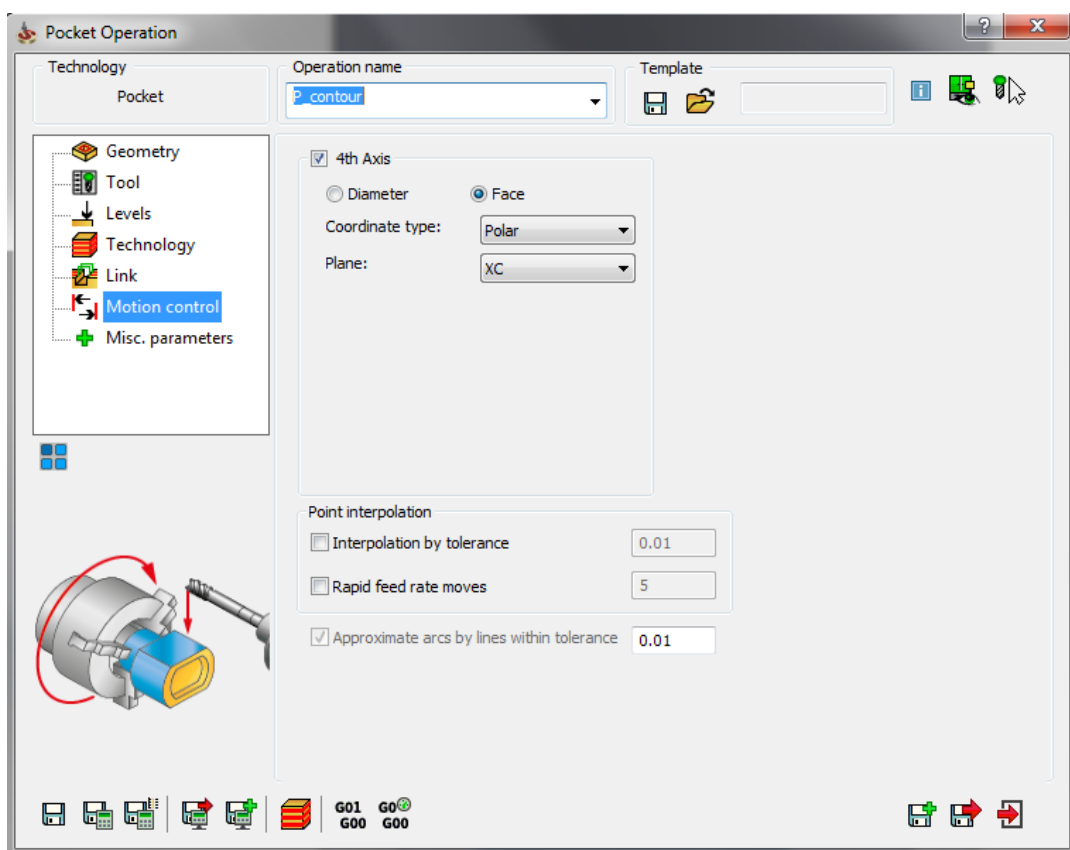 Pocket Operation
Technology
Pocket
Operation name
P_contour
Template
Geometry
Tool
Levels
Technology
Link
Motion control
Misc. parameters
4th Axis
Diameter
Face
Coordinate type:
Polar
Plane:
XC
Point interpolation
Interpolation by tolerance
0.01
Rapid feed rate moves
5
Approximate arcs by lines within tolerance
0.01
G01 G0
G00 G00